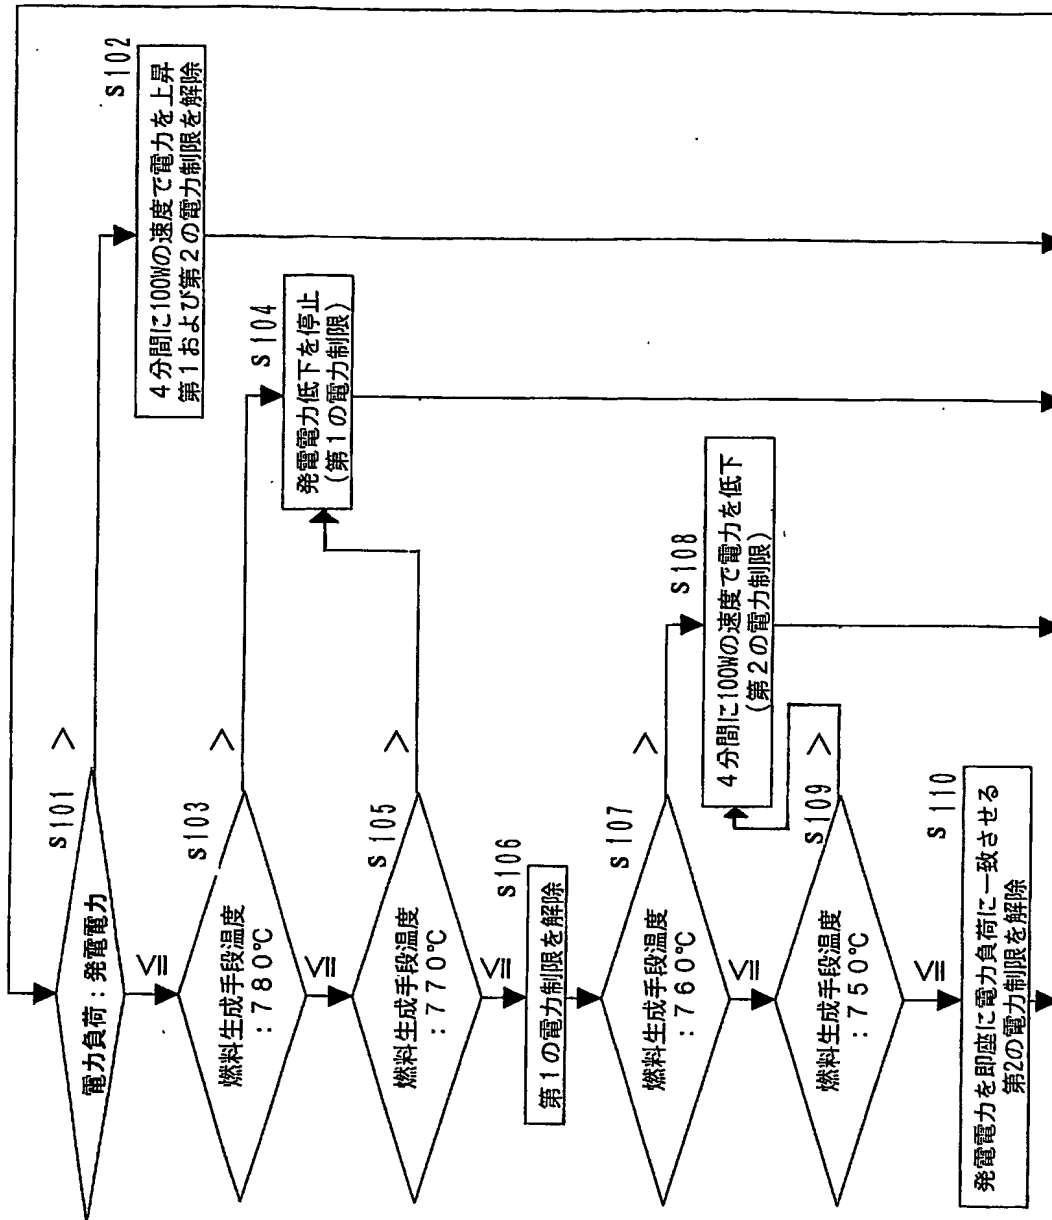 s101
電力負荷：発電電力
＞
≦
s102
4分間に100Wの速度で電力を上昇
第1および第2の電力制限を解除
s103
燃料生成手段温度
：780℃
＞
≦
s104
発電電力低下を停止
(第1の電力制限)
s105
燃料生成手段温度
：770℃
＞
≦
s106
第1の電力制限を解除
s107
燃料生成手段温度
：760℃
＞
≦
s108
4分間に100Wの速度で電力を低下
(第2の電力制限)
s109
燃料生成手段温度
：750℃
＞
≦
s110
発電電力を即座に電力負荷に一致させる
第2の電力制限を解除